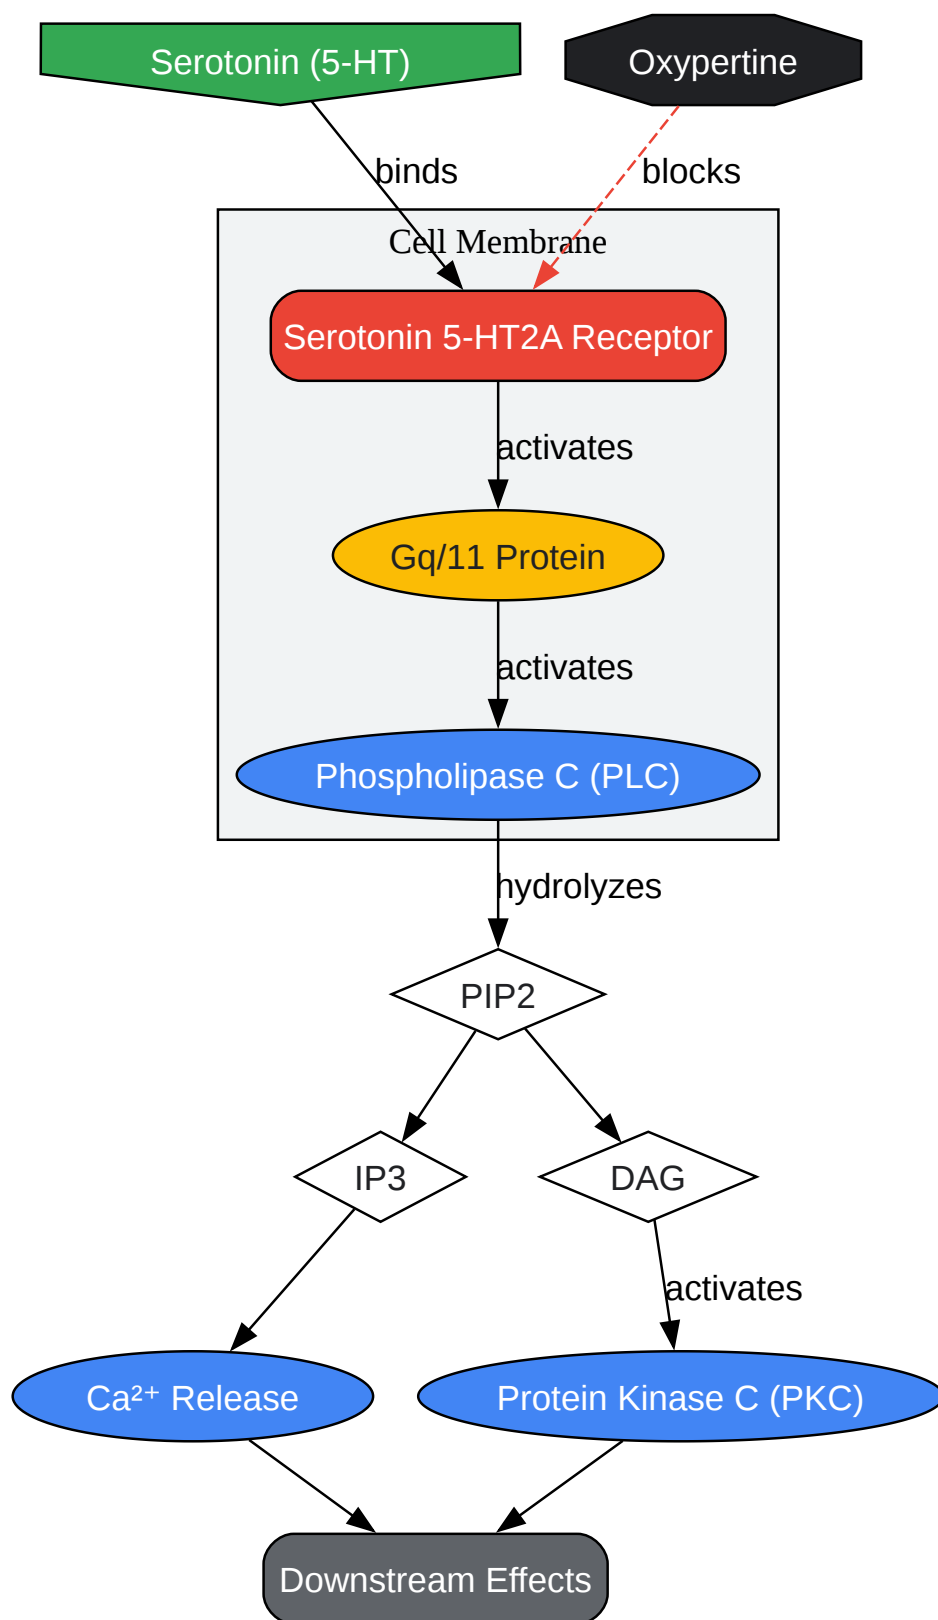 Serotonin (5-HT)
Oxypertine
binds
blocks
Cell Membrane
Serotonin 5-HT2A Receptor
activates
Gq/11 Protein
activates
Phospholipase C (PLC)
hydrolyzes
PIP2
IP3
DAG
activates
Ca²⁺ Release
Protein Kinase C (PKC)
Downstream Effects